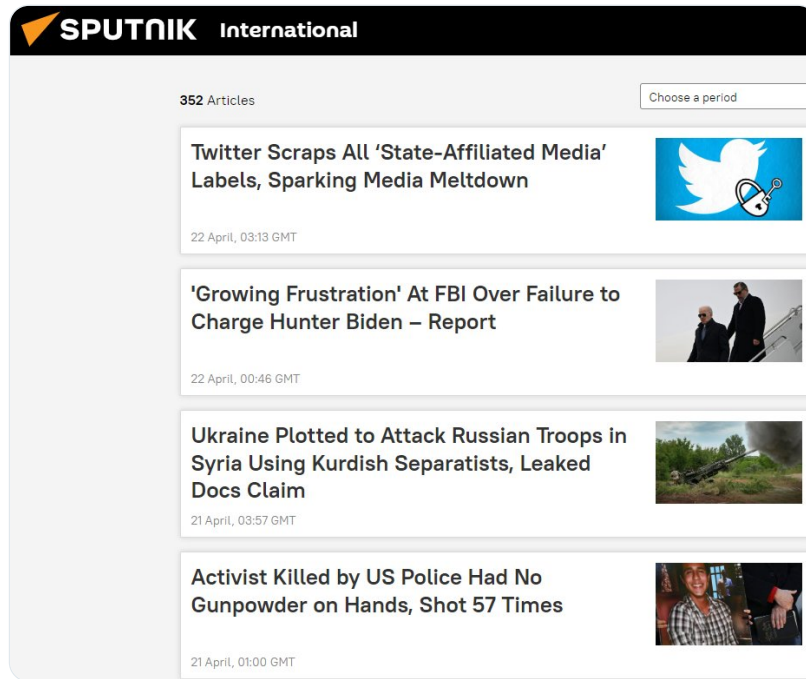 SPUTNIK International
352 Articles
Choose a period
Twitter Scraps All ‘State-Affiliated Media’
Labels, Sparking Media Meltdown
22 April, 03:13 GMT
'Growing Frustration' At FBI Over Failure to
Charge Hunter Biden – Report
22 April, 00:46 GMT
Ukraine Plotted to Attack Russian Troops in
Syria Using Kurdish Separatists, Leaked
Docs Claim
21 April, 03:57 GMT
Activist Killed by US Police Had No
Gunpowder on Hands, Shot 57 Times
21 April, 01:00 GMT